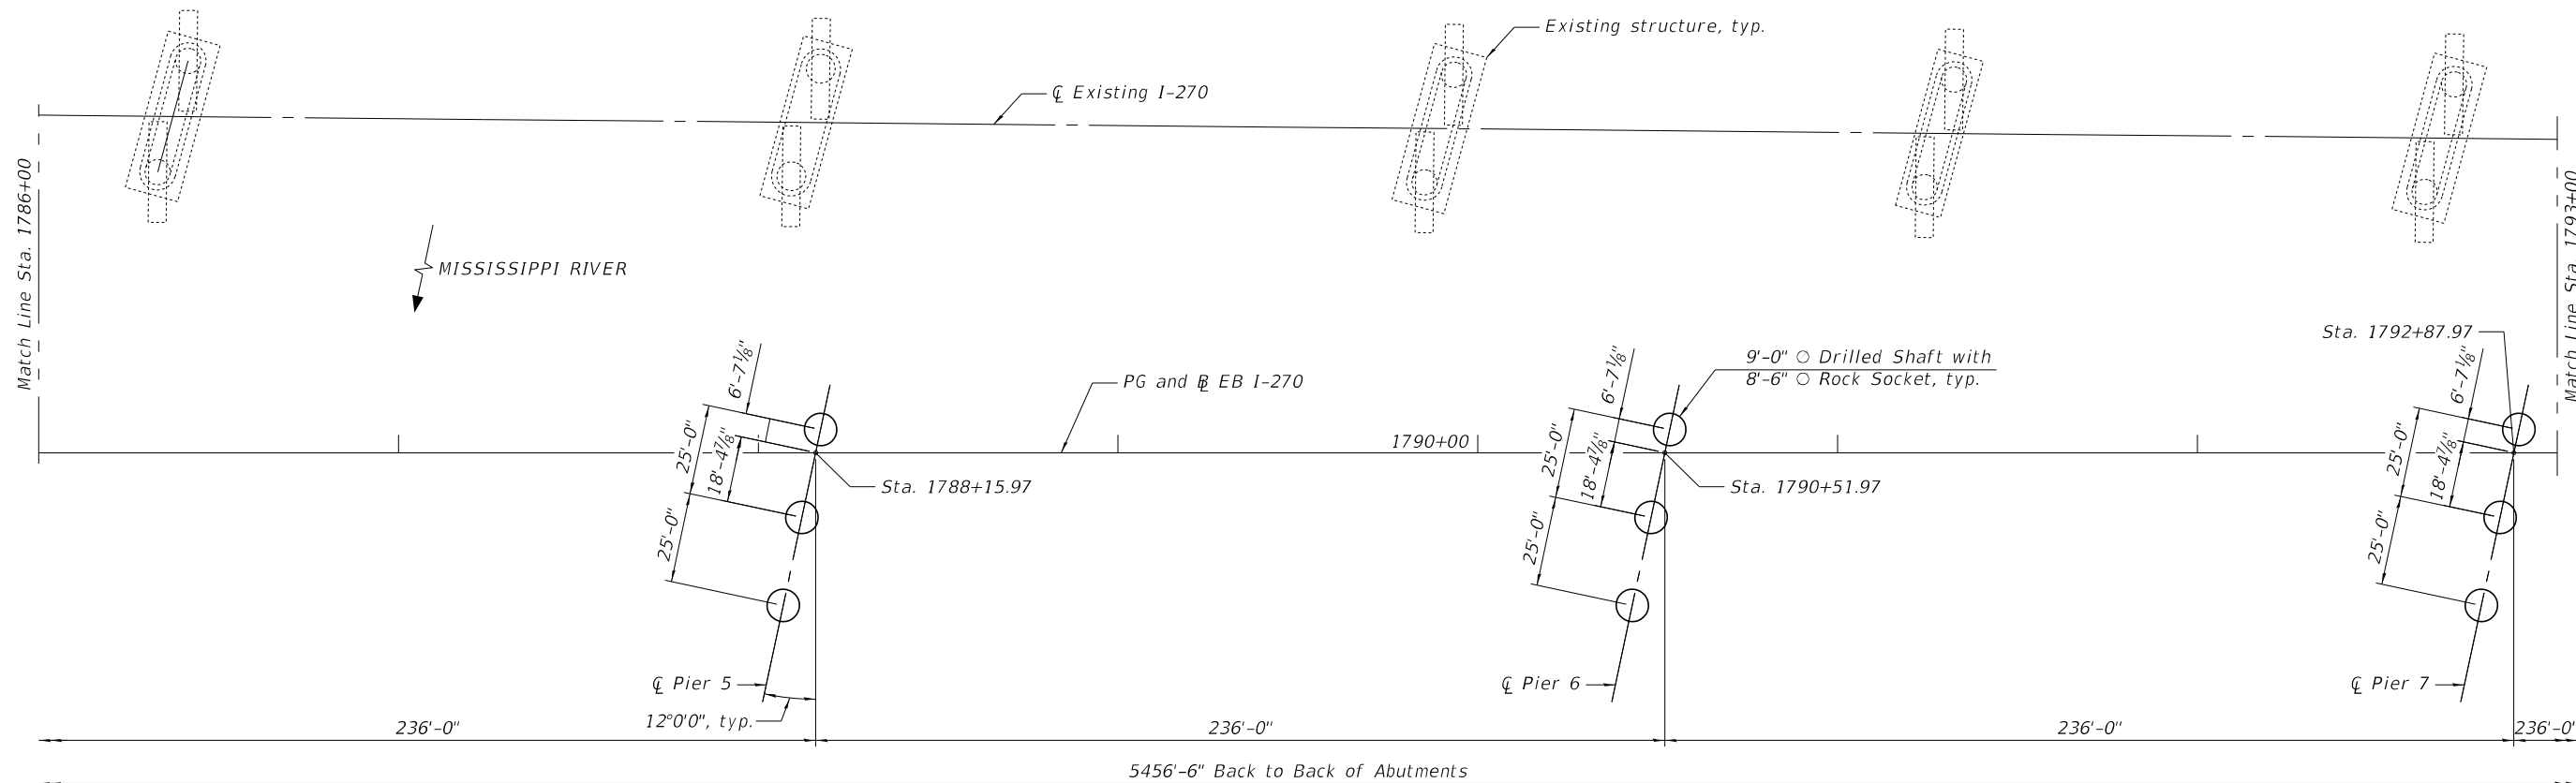 Existing structure, typ.
℄ Existing I-270
Match Line Sta. 1786+00
Match Line Sta. 1793+00
MISSISSIPPI RIVER
Sta. 1792+87.97
6'-7⅛"
6'-7⅛"
9'-0" ○ Drilled Shaft with
8'-6" ○ Rock Socket, typ.
6'-7⅛"
PG and ⅊ EB I-270
25'-0"
18'-4⅞"
1790+00
25'-0"
18'-4⅞"
25'-0"
18'-4⅞"
Sta. 1788+15.97
Sta. 1790+51.97
25'-0"
25'-0"
25'-0"
℄ Pier 5
℄ Pier 6
℄ Pier 7
12°0'0", typ.
236'-0"
236'-0"
236'-0"
236'-0"
5456'-6" Back to Back of Abutments